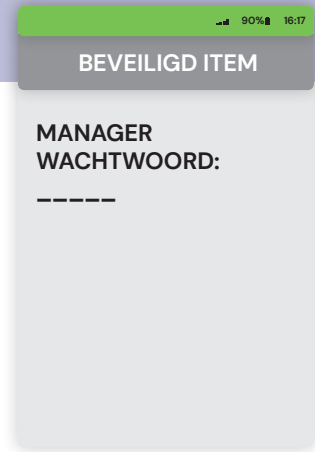 90% 16:17
BEVEILIGD ITEM
MANAGER
WACHTWOORD:
_____